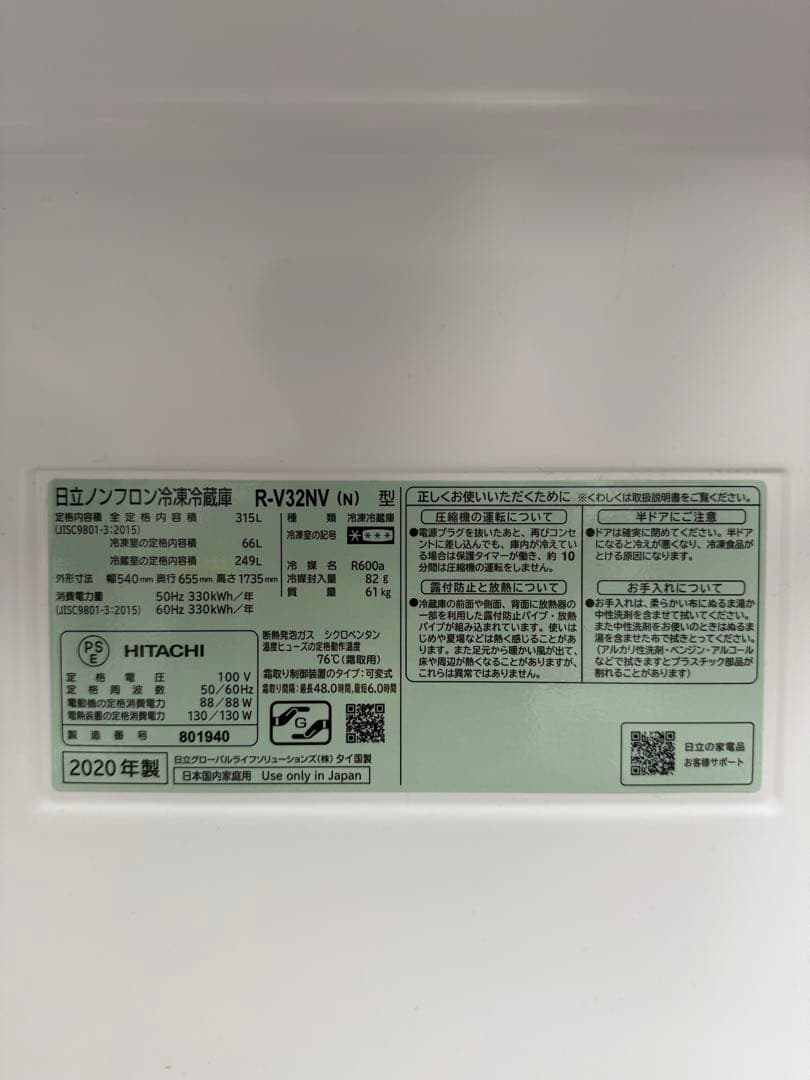 日立ノンフロン冷凍冷蔵庫 R-V32NV (N) 型
定格内容積 全定格内容積 315L
(JISC9801-3:2015)
冷凍室の定格内容積 66L
冷蔵室の定格内容積 249L
外形寸法 幅540mm 奥行655mm 高さ1735mm
消費電力量 50Hz 330kWh/年
(JISC9801-3:2015) 60Hz 330kWh/年
種類 冷凍冷蔵庫
冷凍室の記号 ****
冷媒名 R600a
冷媒封入量 82g
質量 61kg
PS
E
HITACHI
定格電圧 100V
定格周波数 50/60Hz
電動機の定格消費電力 88/88W
電熱装置の定格消費電力 130/130W
製造番号 801940
断熱発泡ガス シクロペンタン
温度ヒューズの定格動作温度
76℃(霜取用)
霜取り制御装置のタイプ:可変式
霜取り間隔:最長48.0時間,最短6.0時間
G
2020年製
日立グローバルライフソリューションズ(株) タイ国製
日本国内家庭用 Use only in Japan
正しくお使いいただくために ※くわしくは取扱説明書をご覧ください。
圧縮機の運転について
●電源プラグを抜いたあと、再びコンセ
ントに差し込んでも、庫内が冷えてい
る場合は保護タイマーが働き、約10
分間は圧縮機の運転をしません。
露付防止と放熱について
●冷蔵庫の前面や側面、背面に放熱器の
一部を利用した露付防止パイプ・放熱
パイプが組み込まれています。使いは
じめや夏場などは熱く感じることがあ
ります。また足元から暖かい風が出て、
床や周辺が熱くなることがありますが、
これらは異常ではありません。
半ドアにご注意
●ドアは確実に閉めてください。半ドア
になると冷えが悪くなり、冷凍食品が
とける原因になります。
お手入れについて
●お手入れは、柔らかい布にぬるま湯か
中性洗剤を含ませて拭いてください。
また中性洗剤をお使いのときはぬるま
湯を含ませた布で拭きとってください。
(アルカリ性洗剤・ベンジン・アルコール
などで拭きますとプラスチック部品が
割れることがあります)
日立の家電品
お客様サポート